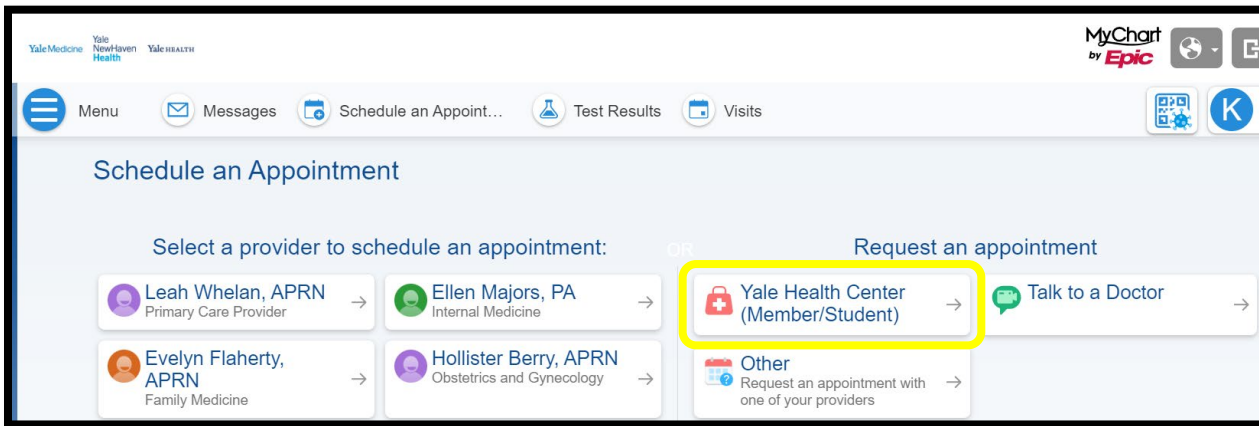 YaleMedicine
Yale
NewHaven
Health
Yale HEALTH
MyChart
by Epic
Menu
Messages
Schedule an Appoint...
Test Results
Visits
K
Schedule an Appointment
Select a provider to schedule an appointment:
OR
Request an appointment
Leah Whelan, APRN
Primary Care Provider
Ellen Majors, PA
Internal Medicine
Yale Health Center
(Member/Student)
Talk to a Doctor
Evelyn Flaherty,
APRN
Family Medicine
Hollister Berry, APRN
Obstetrics and Gynecology
Other
Request an appointment with
one of your providers